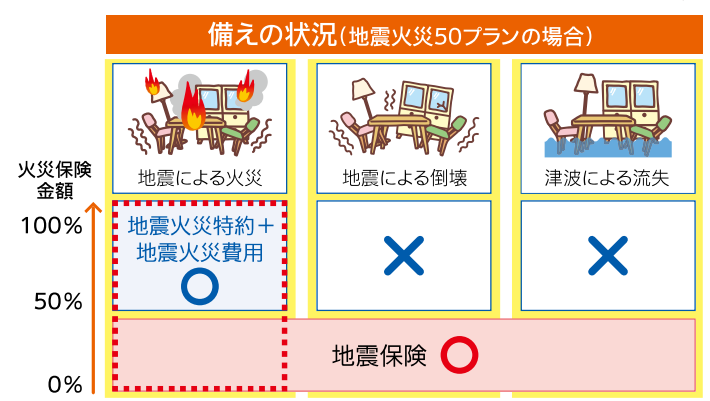 備えの状況(地震火災50プランの場合)
地震による火災
地震による倒壊
津波による流失
火災保険
金額
100%
地震火災特約+
地震火災費用
50%
地震保険
0%